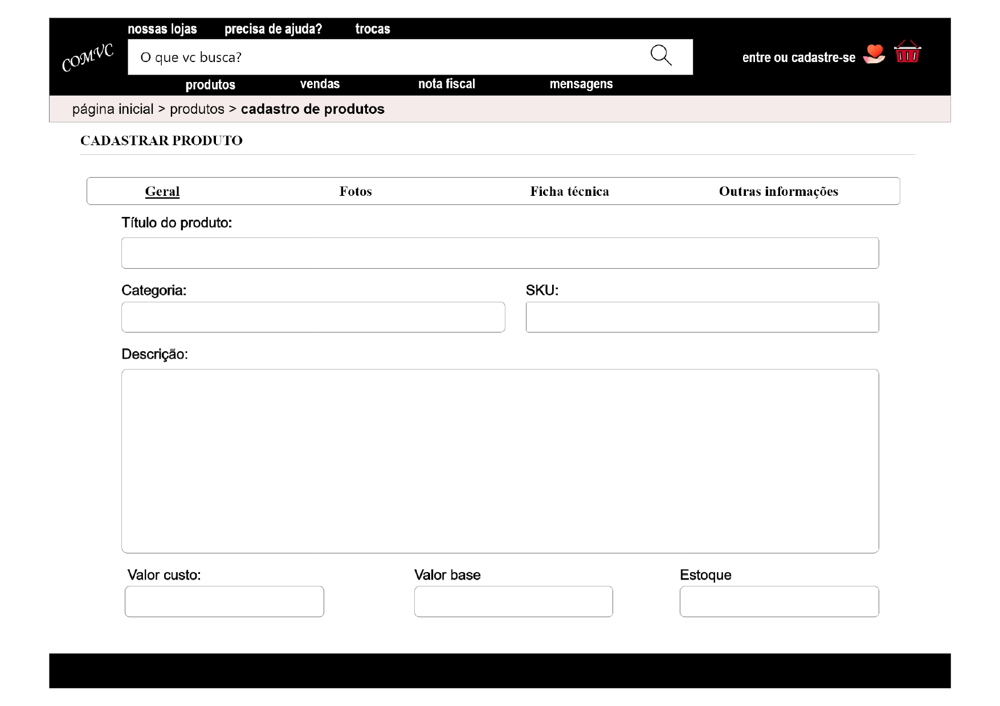 nossas lojas precisa de ajuda? trocas
COMVC
O que vc busca?
entre ou cadastre-se
produtos vendas nota fiscal mensagens
página inicial > produtos > cadastro de produtos
CADASTRAR PRODUTO
Geral Fotos Ficha técnica Outras informações
Título do produto:
Categoria: SKU:
Descrição:
Valor custo: Valor base Estoque